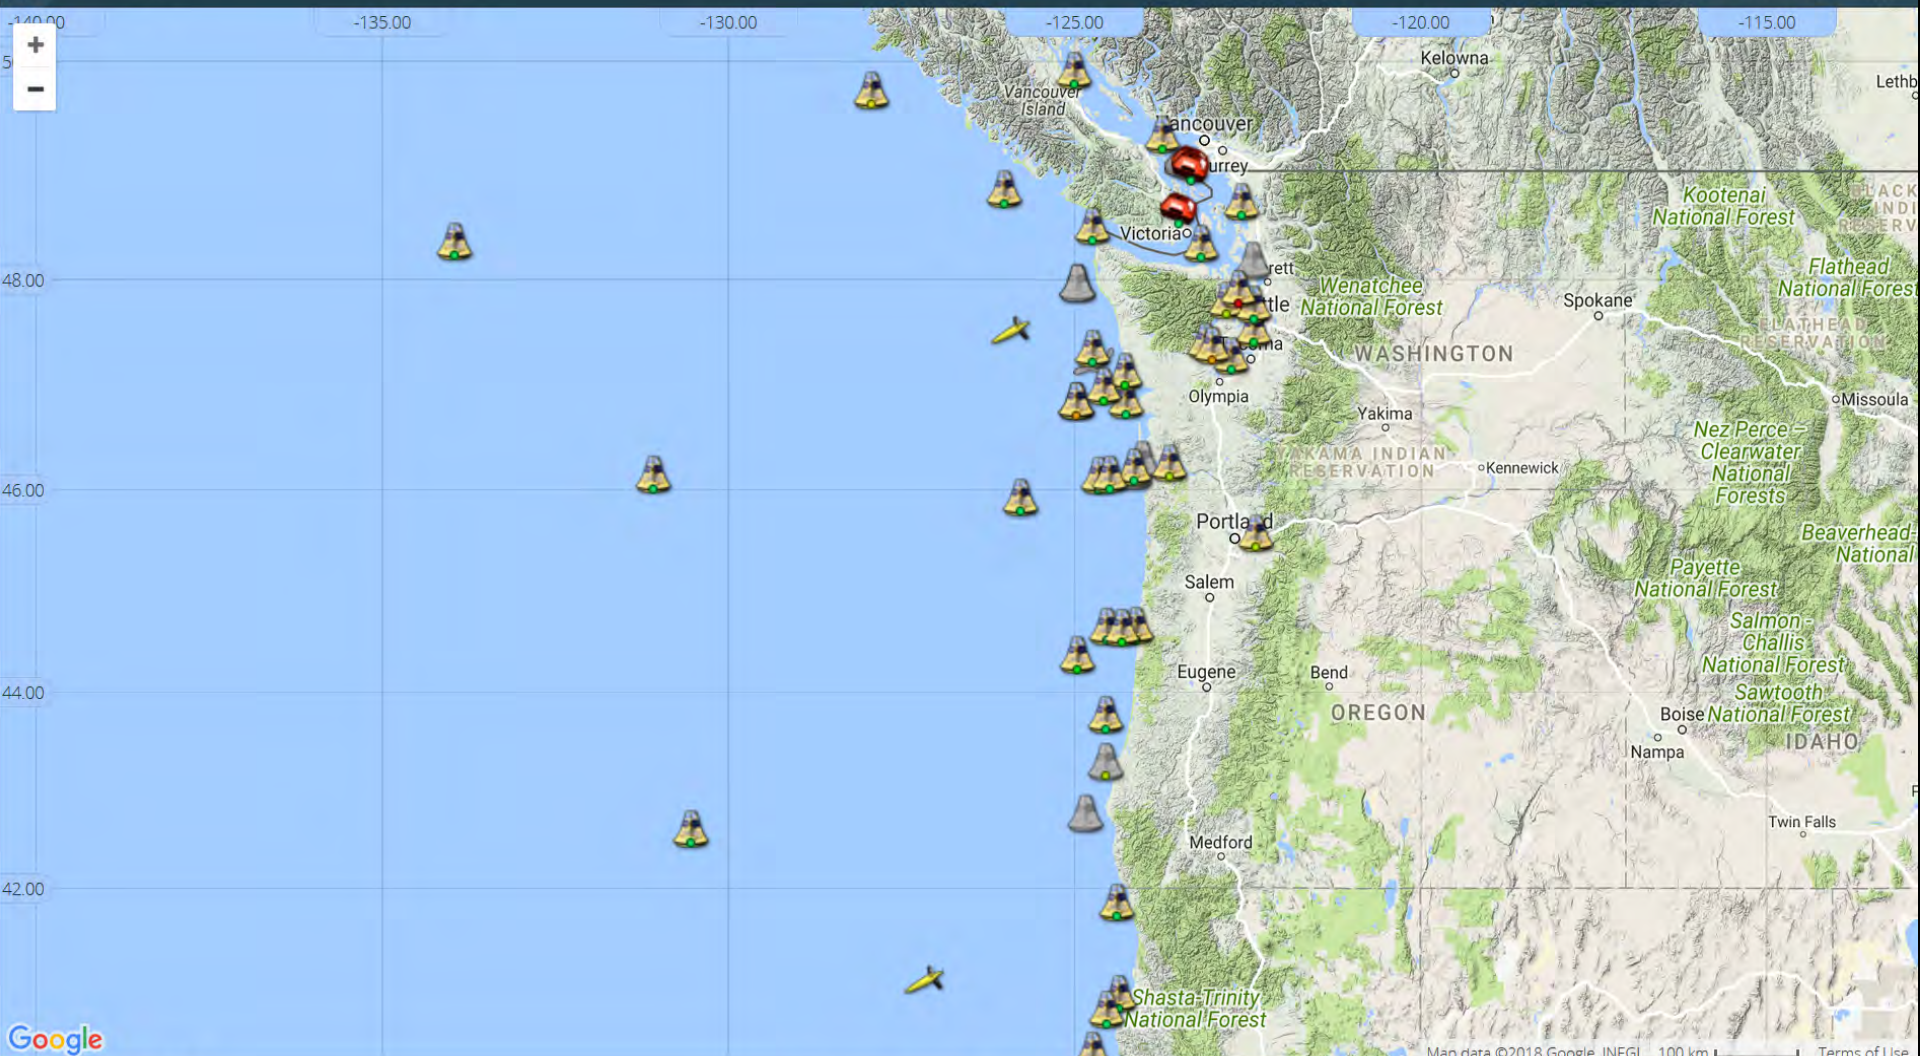 -140.00
-135.00
-130.00
-125.00
-120.00
-115.00
+
−
Kelowna
Lethb
Vancouver
Island
ancouver
urrey
Kootenai
National Forest
Victoria
48.00
rett
Wenatchee
National Forest
Flathead
National Forest
Spokane
ttle
FLATHEAD
RESERVATION
WASHINGTON
Olympia
Yakima
Missoula
Nez Perce –
Clearwater
National
Forests
YAKAMA INDIAN
RESERVATION
Kennewick
46.00
Portland
Beaverhead-
National
Salem
Payette
National Forest
Salmon -
Challis
National Forest
Eugene
Bend
44.00
Sawtooth
National Forest
OREGON
Boise
Nampa
IDAHO
Twin Falls
Medford
42.00
Shasta-Trinity
National Forest
Google
Map data ©2018 Google, INEGI
100 km
Terms of Use